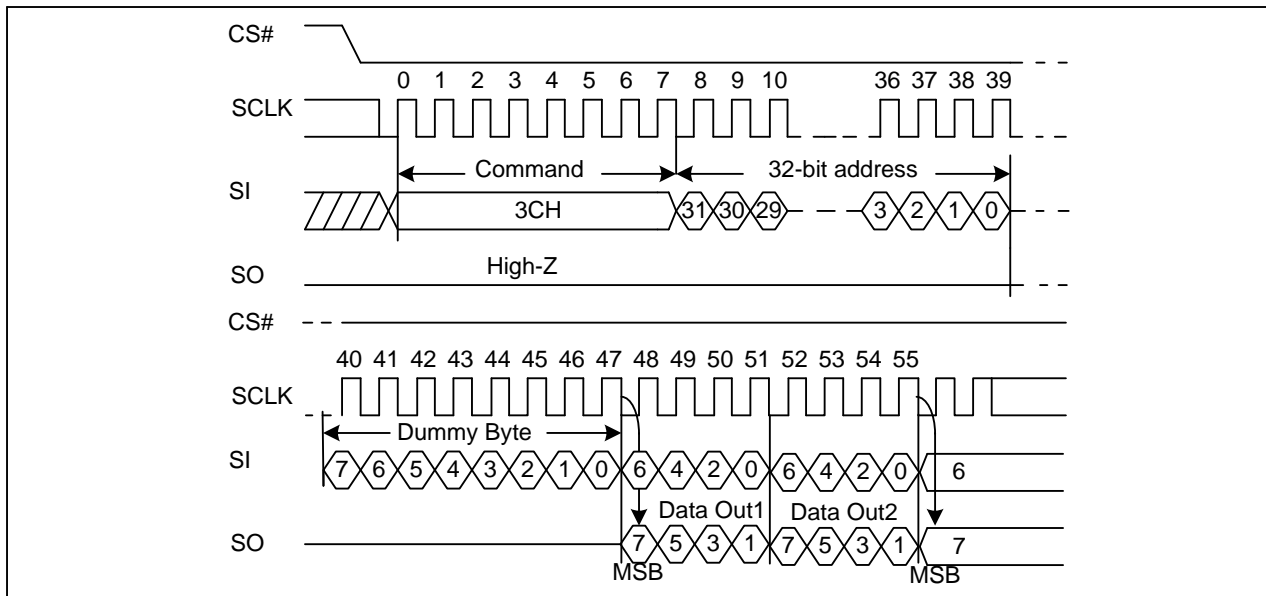 CS#
0 1 2 3 4 5 6 7 8 9 10 36 37 38 39
SCLK
Command 32-bit address
SI
3CH 31 30 29 3 2 1 0
High-Z
SO
CS#
40 41 42 43 44 45 46 47 48 49 50 51 52 53 54 55
SCLK
Dummy Byte
SI
7 6 5 4 3 2 1 0 6 4 2 0 6 4 2 0 6
Data Out1 Data Out2
SO
7 5 3 1 7 5 3 1 7
MSB MSB